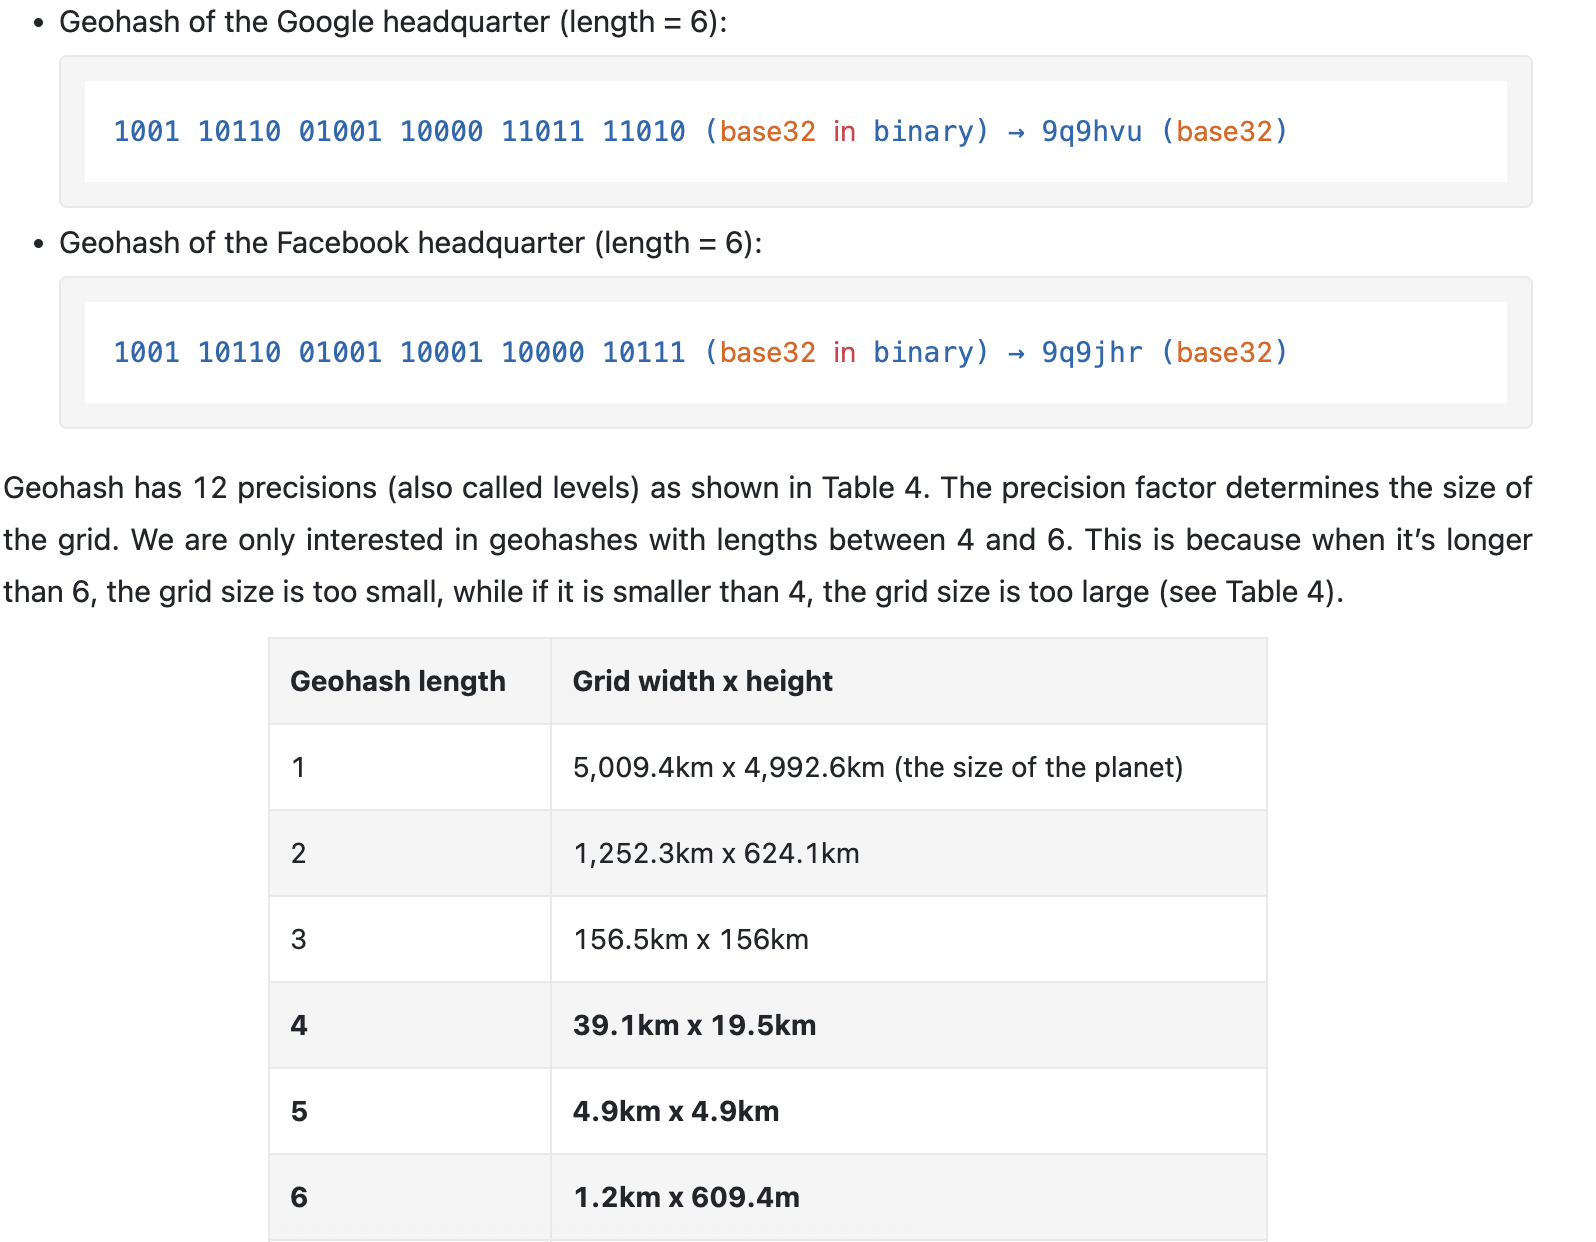 • Geohash of the Google headquarter (length = 6):
1001 10110 01001 10000 11011 11010 (base32 in binary) → 9q9hvu (base32)
• Geohash of the Facebook headquarter (length = 6):
1001 10110 01001 10001 10000 10111 (base32 in binary) → 9q9jhr (base32)
Geohash has 12 precisions (also called levels) as shown in Table 4. The precision factor determines the size of
the grid. We are only interested in geohashes with lengths between 4 and 6. This is because when it’s longer
than 6, the grid size is too small, while if it is smaller than 4, the grid size is too large (see Table 4).
Geohash length Grid width x height
1 5,009.4km x 4,992.6km (the size of the planet)
2 1,252.3km x 624.1km
3 156.5km x 156km
4 39.1km x 19.5km
5 4.9km x 4.9km
6 1.2km x 609.4m